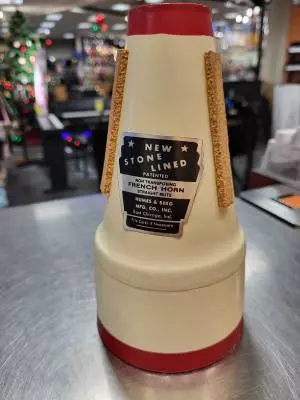 NEW
STONE
LINED
PATENTED
NON TRANSPOSING
FRENCH HORN
STRAIGHT MUTE
HUMES & BERG
MFG. CO., INC.
East Chicago, Ind.